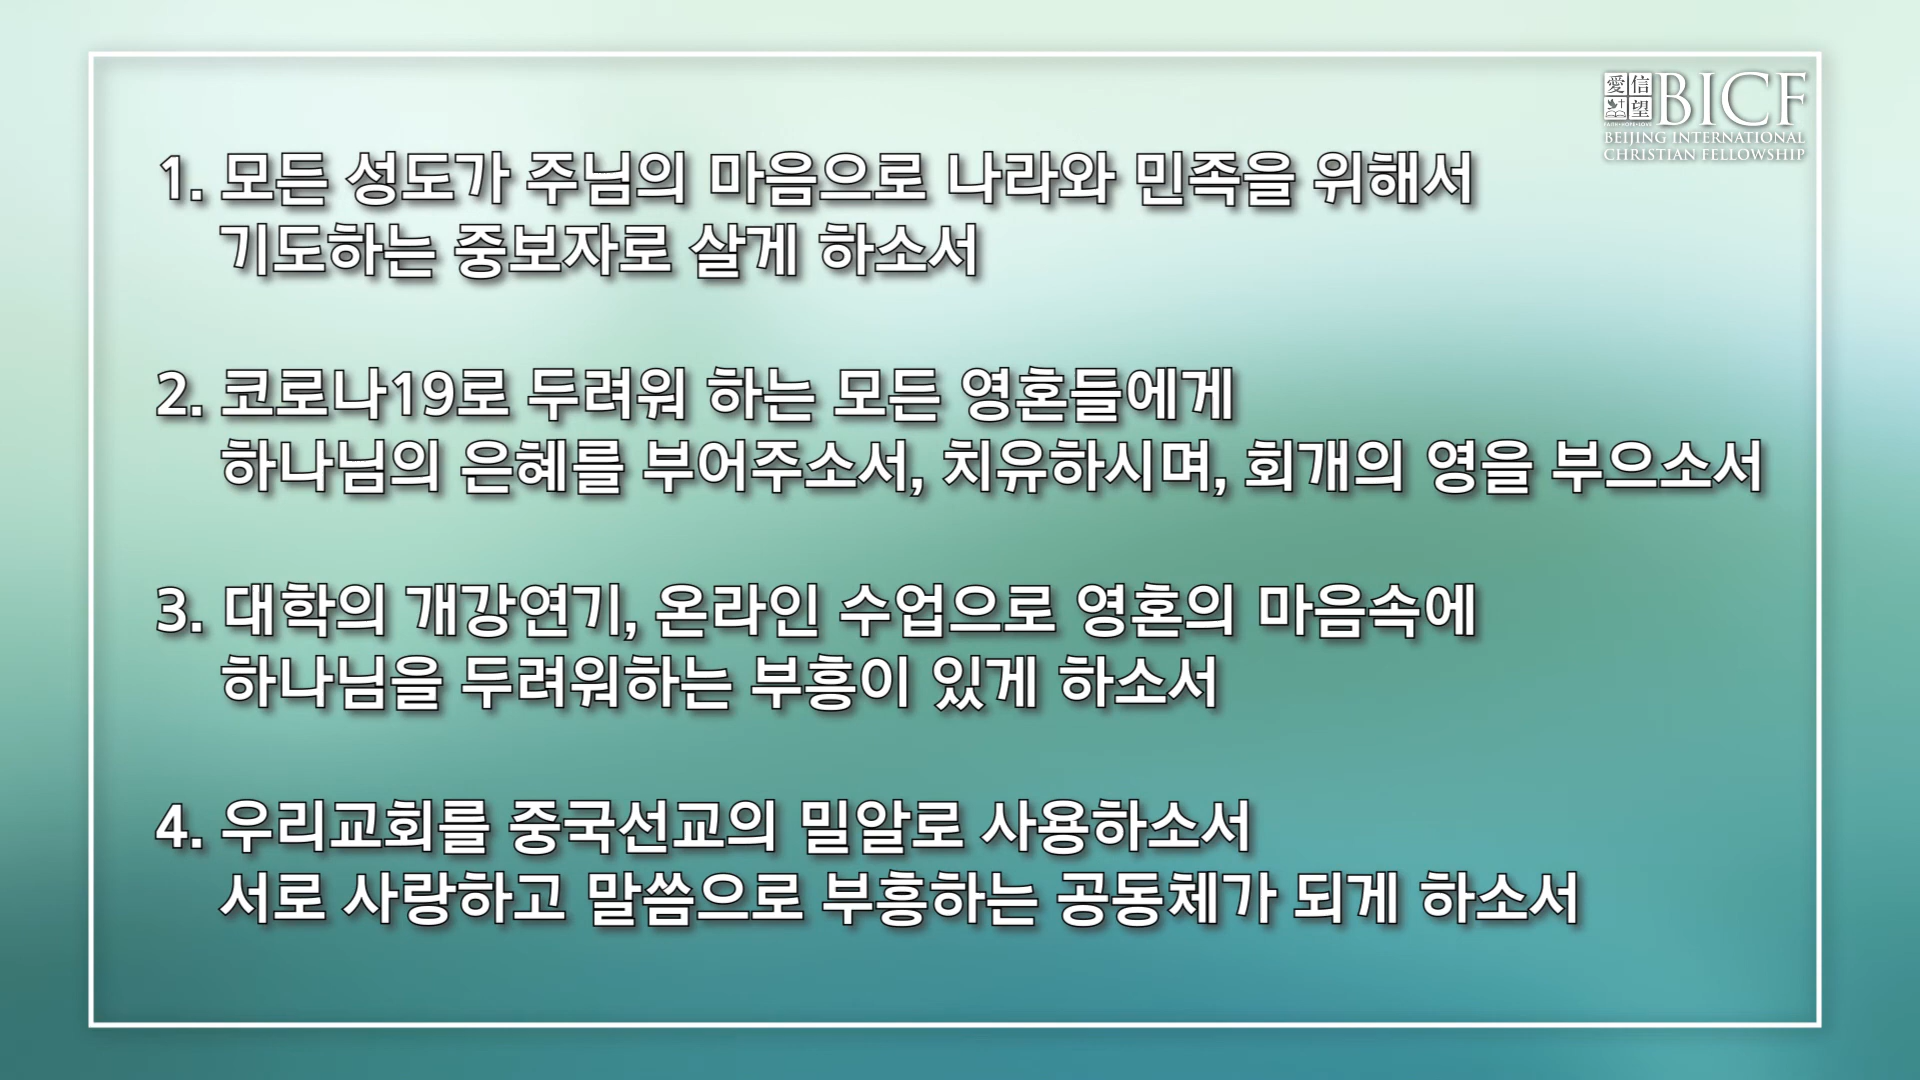 愛信
望
BICF
BEIJING INTERNATIONAL
CHRISTIAN FELLOWSHIP
1. 모든 성도가 주님의 마음으로 나라와 민족을 위해서
기도하는 중보자로 살게 하소서
2. 코로나19로 두려워 하는 모든 영혼들에게
하나님의 은혜를 부어주소서, 치유하시며, 회개의 영을 부으소서
3. 대학의 개강연기, 온라인 수업으로 영혼의 마음속에
하나님을 두려워하는 부흥이 있게 하소서
4. 우리교회를 중국선교의 밀알로 사용하소서
서로 사랑하고 말씀으로 부흥하는 공동체가 되게 하소서